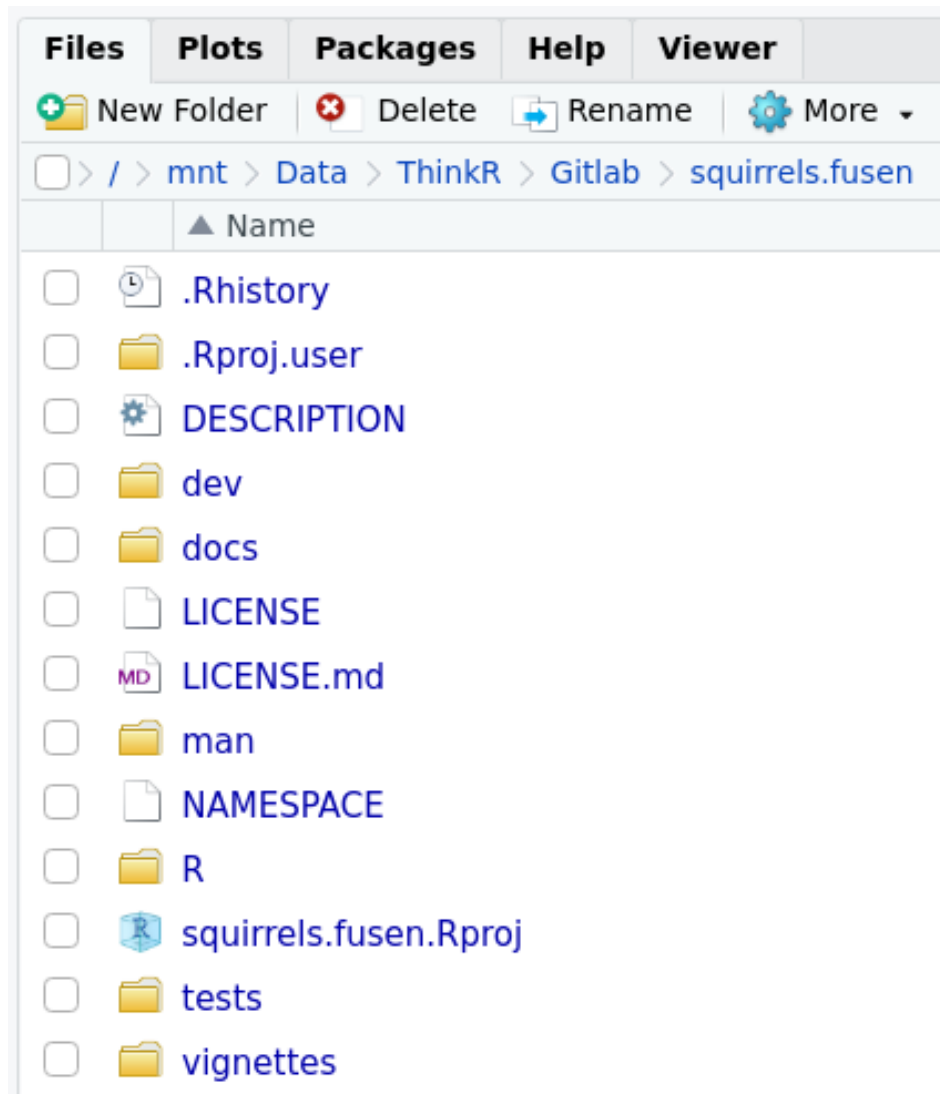 Files Plots Packages Help Viewer
New Folder Delete Rename More
/ > mnt > Data > ThinkR > Gitlab > squirrels.fusen
Name
.Rhistory
.Rproj.user
DESCRIPTION
dev
docs
LICENSE
MD LICENSE.md
man
NAMESPACE
R
R squirrels.fusen.Rproj
tests
vignettes